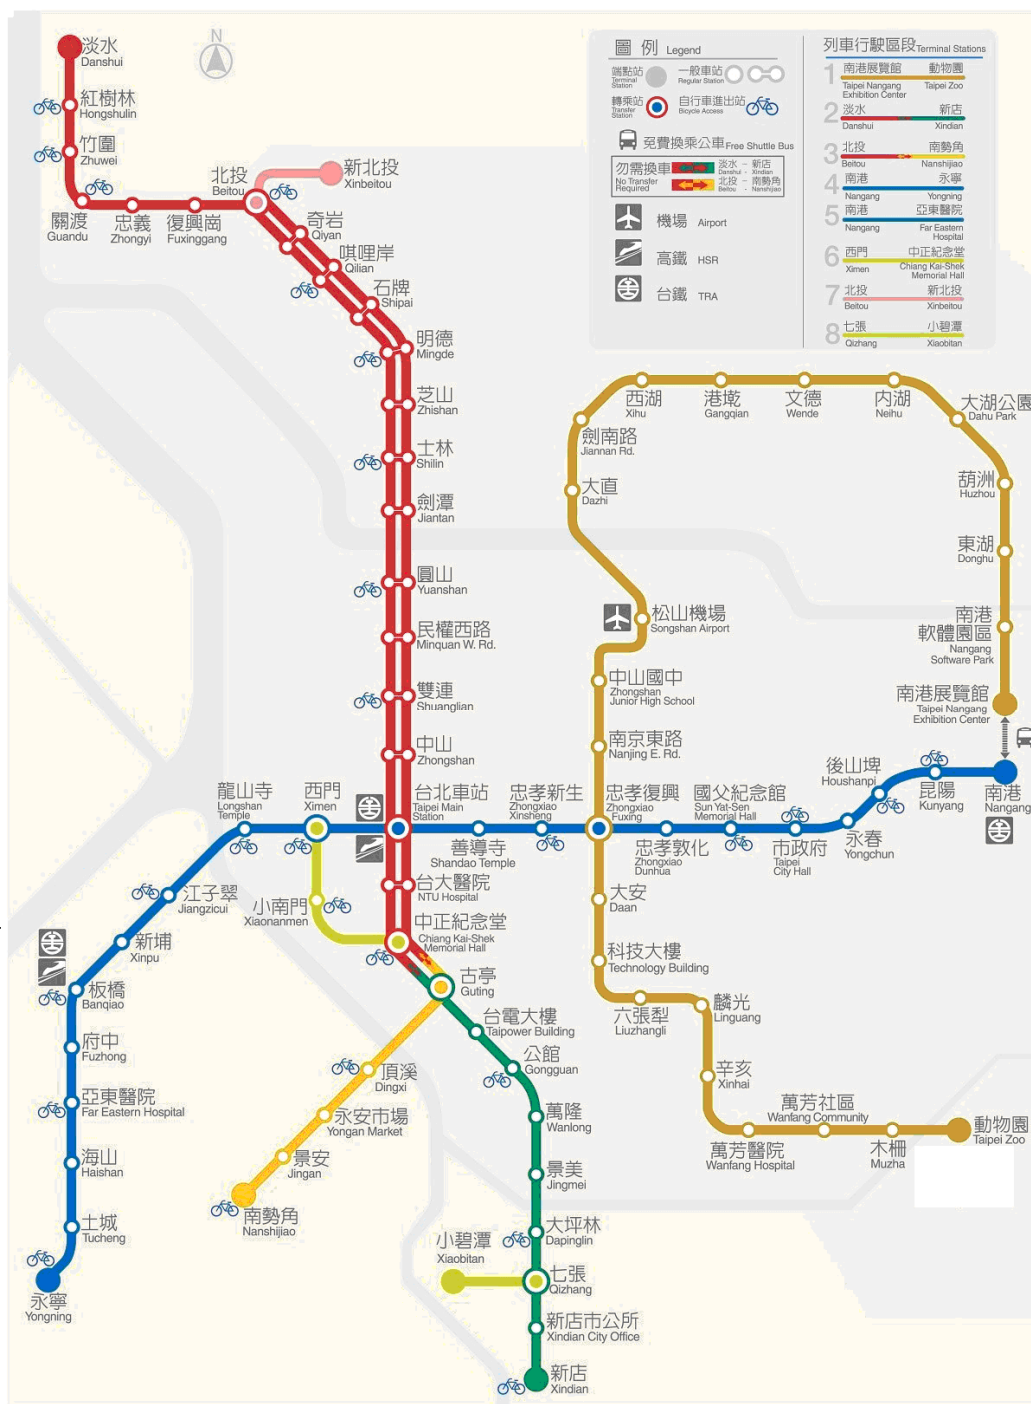 N
圖 例 Legend
端點站
Terminal
Station
一般車站
Regular Station
轉乘站
Transfer
Station
自行車進出站
Bicycle Access
免費換乘公車 Free Shuttle Bus
勿需換車
No Transfer
Required
淡水 - 新店
Danshui - Xindian
北投 - 南勢角
Beitou - Nanshijiao
機場 Airport
高鐵 HSR
台鐵 TRA
列車行駛區段 Terminal Stations
1
南港展覽館 動物園
Taipei Nangang
Exhibition Center
Taipei Zoo
2
淡水 新店
Danshui Xindian
3
北投 南勢角
Beitou Nanshijiao
4
南港 永寧
Nangang Yongning
5
南港 亞東醫院
Nangang Far Eastern
Hospital
6
西門 中正紀念堂
Ximen Chiang Kai-Shek
Memorial Hall
7
北投 新北投
Beitou Xinbeitou
8
七張 小碧潭
Qizhang Xiaobitan
淡水
Danshui
紅樹林
Hongshulin
竹圍
Zhuwei
關渡
Guandu
忠義
Zhongyi
復興崗
Fuxinggang
北投
Beitou
新北投
Xinbeitou
奇岩
Qiyan
唭哩岸
Qilian
石牌
Shipai
明德
Mingde
芝山
Zhishan
士林
Shilin
劍潭
Jiantan
圓山
Yuanshan
民權西路
Minquan W. Rd.
雙連
Shuanglian
中山
Zhongshan
台北車站
Taipei Main
Station
台大醫院
NTU Hospital
中正紀念堂
Chiang Kai-Shek
Memorial Hall
古亭
Guting
台電大樓
Taipower Building
公館
Gongguan
萬隆
Wanlong
景美
Jingmei
大坪林
Dapinglin
七張
Qizhang
小碧潭
Xiaobitan
新店市公所
Xindian City Office
新店
Xindian
頂溪
Dingxi
永安市場
Yongan Market
景安
Jingan
南勢角
Nanshijiao
西門
Ximen
小南門
Xiaonanmen
龍山寺
Longshan
Temple
江子翠
Jiangzicui
新埔
Xinpu
板橋
Banqiao
府中
Fuzhong
亞東醫院
Far Eastern Hospital
海山
Haishan
土城
Tucheng
永寧
Yongning
善導寺
Shandao Temple
忠孝新生
Zhongxiao
Xinsheng
忠孝復興
Zhongxiao
Fuxing
忠孝敦化
Zhongxiao
Dunhua
國父紀念館
Sun Yat-Sen
Memorial Hall
市政府
Taipei
City Hall
永春
Yongchun
後山埤
Houshanpi
昆陽
Kunyang
南港
Nangang
西湖
Xihu
港墘
Gangqian
文德
Wende
內湖
Neihu
大湖公園
Dahu Park
葫洲
Huzhou
東湖
Donghu
南港
軟體園區
Nangang
Software Park
南港展覽館
Taipei Nangang
Exhibition Center
劍南路
Jiannan Rd.
大直
Dazhi
松山機場
Songshan Airport
中山國中
Zhongshan
Junior High School
南京東路
Nanjing E. Rd.
大安
Daan
科技大樓
Technology Building
六張犁
Liuzhangli
麟光
Linguang
辛亥
Xinhai
萬芳醫院
Wanfang Hospital
萬芳社區
Wanfang Community
木柵
Muzha
動物園
Taipei Zoo